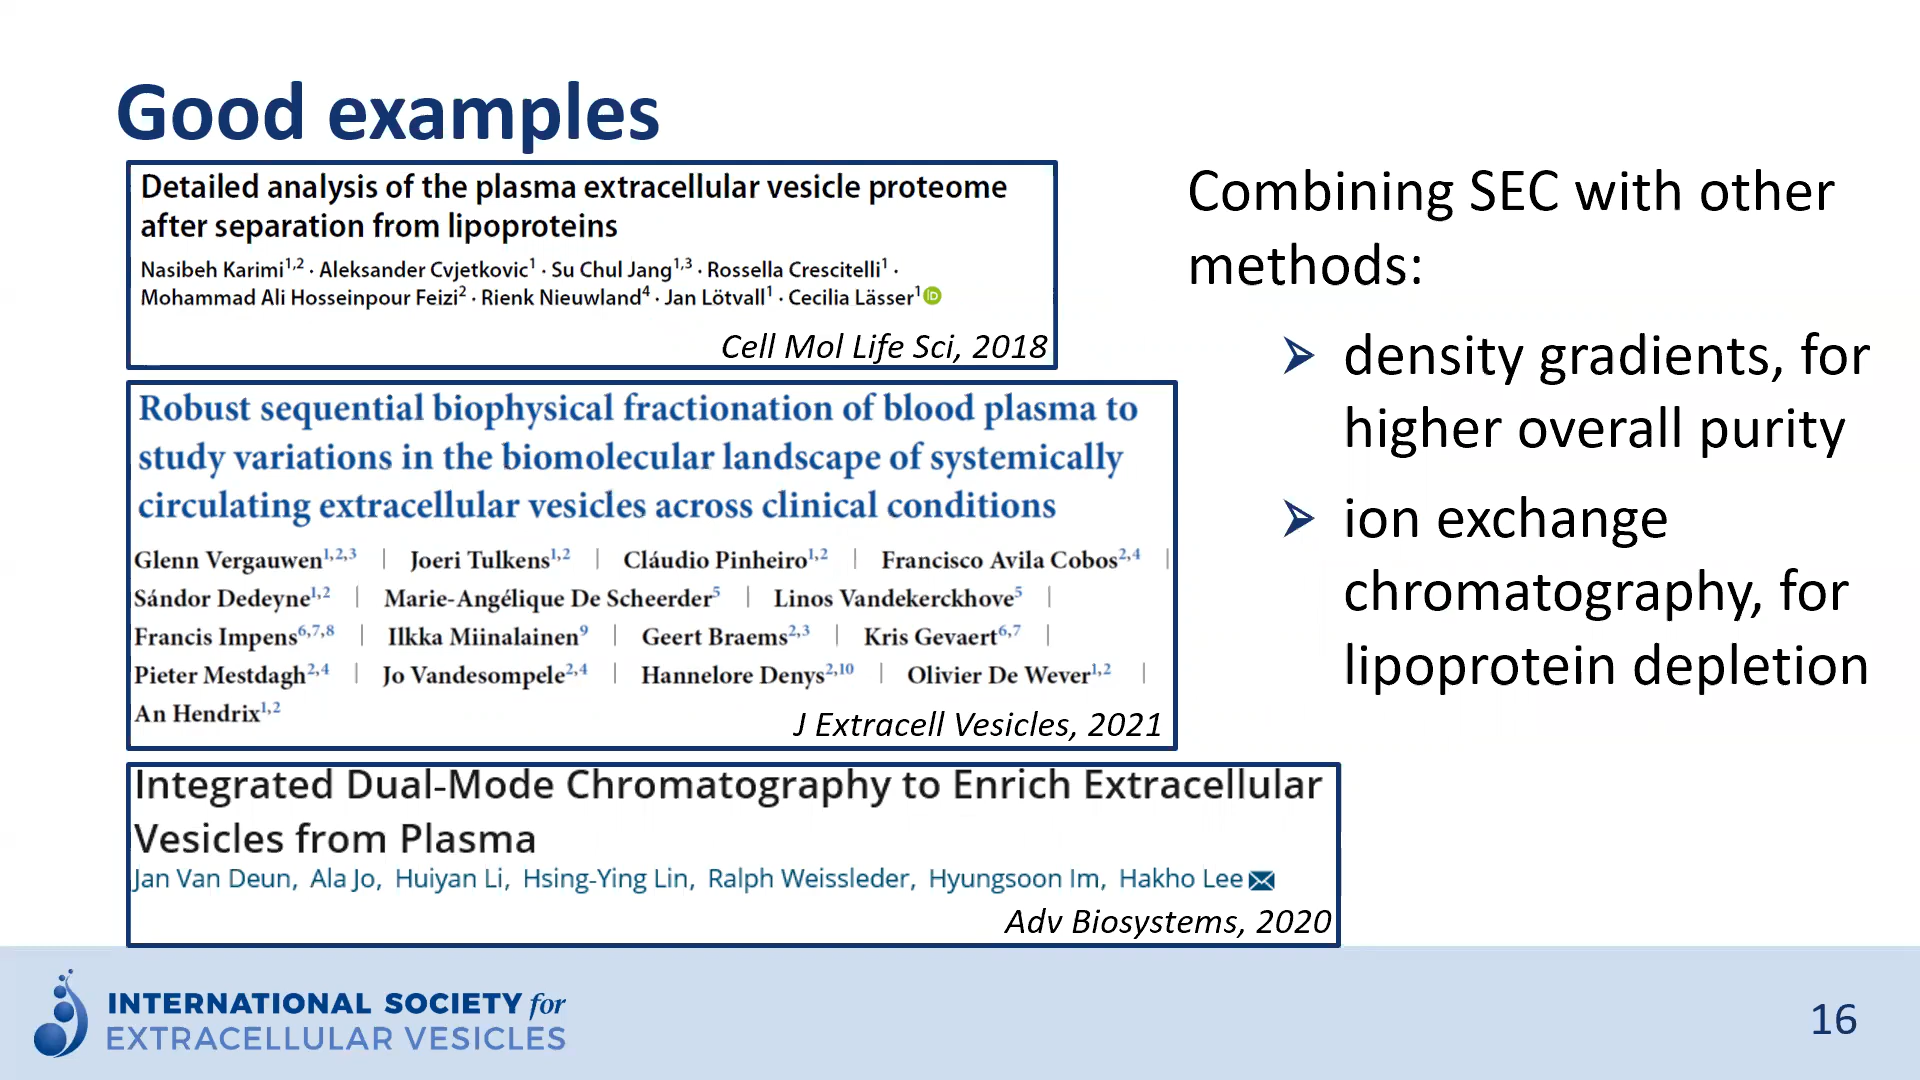 Good examples
Detailed analysis of the plasma extracellular vesicle proteome
after separation from lipoproteins
Nasibeh Karimi1,2 · Aleksander Cvjetkovic1 · Su Chul Jang1,3 · Rossella Crescitelli1 ·
Mohammad Ali Hosseinpour Feizi2 · Rienk Nieuwland4 · Jan Lötvall1 · Cecilia Lässer1 iD
Cell Mol Life Sci, 2018
Robust sequential biophysical fractionation of blood plasma to
study variations in the biomolecular landscape of systemically
circulating extracellular vesicles across clinical conditions
Glenn Vergauwen1,2,3 | Joeri Tulkens1,2 | Cláudio Pinheiro1,2 | Francisco Avila Cobos2,4 |
Sándor Dedeyne1,2 | Marie-Angélique De Scheerder5 | Linos Vandekerckhove5 |
Francis Impens6,7,8 | Ilkka Miinalainen9 | Geert Braems2,3 | Kris Gevaert6,7 |
Pieter Mestdagh2,4 | Jo Vandesompele2,4 | Hannelore Denys2,10 | Olivier De Wever1,2 |
An Hendrix1,2
J Extracell Vesicles, 2021
Integrated Dual-Mode Chromatography to Enrich Extracellular
Vesicles from Plasma
Jan Van Deun, Ala Jo, Huiyan Li, Hsing-Ying Lin, Ralph Weissleder, Hyungsoon Im, Hakho Lee
Adv Biosystems, 2020
Combining SEC with other
methods:
density gradients, for
higher overall purity
ion exchange
chromatography, for
lipoprotein depletion
INTERNATIONAL SOCIETY for
EXTRACELLULAR VESICLES
16